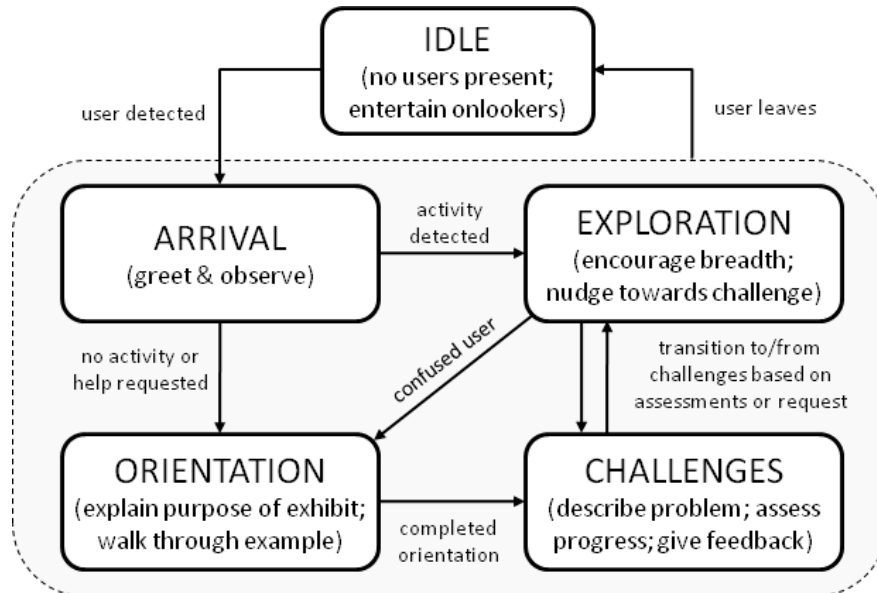 IDLE
(no users present;
entertain onlookers)
user detected
user leaves
ARRIVAL
(greet & observe)
activity
detected
EXPLORATION
(encourage breadth;
nudge towards challenge)
no activity or
help requested
confused user
transition to/from
challenges based on
assessments or request
ORIENTATION
(explain purpose of exhibit;
walk through example)
completed
orientation
CHALLENGES
(describe problem; assess
progress; give feedback)